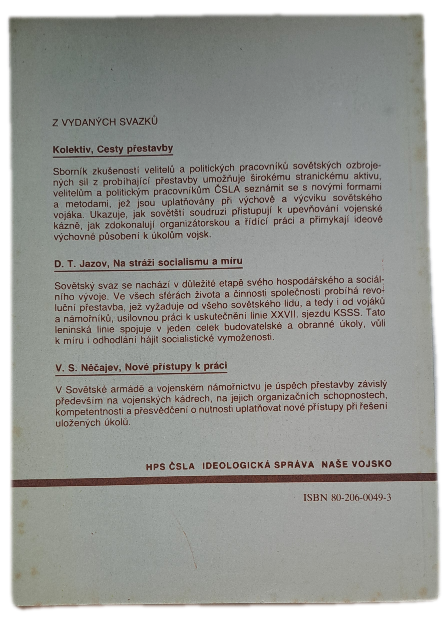 Z VYDANÝCH SVAZKŮ
Kolektiv, Cesty přestavby
Sborník zkušeností velitelů a politických pracovníků sovětských ozbroje-
ných sil z probíhající přestavby umožňuje širokému stranickému aktivu,
velitelům a politickým pracovníkům ČSLA seznámit se s novými formami
a metodami, jež jsou uplatňovány při výchově a výcviku sovětského
vojáka. Ukazuje, jak sovětští soudruzi přistupují k upevňování vojenské
kázně, jak zdokonalují organizátorskou a řídící práci a přimykají ideově
výchovné působení k úkolům vojsk.
D. T. Jazov, Na stráži socialismu a míru
Sovětský svaz se nachází v důležité etapě svého hospodářského a sociál-
ního vývoje. Ve všech sférách života a činnosti společnosti probíhá revo-
luční přestavba, jež vyžaduje od všeho sovětského lidu, a tedy i od vojáků
a námořníků, usilovnou práci k uskutečnění linie XXVII. sjezdu KSSS. Tato
leninská linie spojuje v jeden celek budovatelské a obranné úkoly, vůli
k míru i odhodlání hájit socialistické vymoženosti.
V. S. Něčajev, Nové přístupy k práci
V Sovětské armádě a vojenském námořnictvu je úspěch přestavby závislý
především na vojenských kádrech, na jejich organizačních schopnostech,
kompetentnosti a přesvědčení o nutnosti uplatňovat nové přístupy při řešení
uložených úkolů.
HPS ČSLA IDEOLOGICKÁ SPRÁVA NAŠE VOJSKO
ISBN 80-206-0049-3